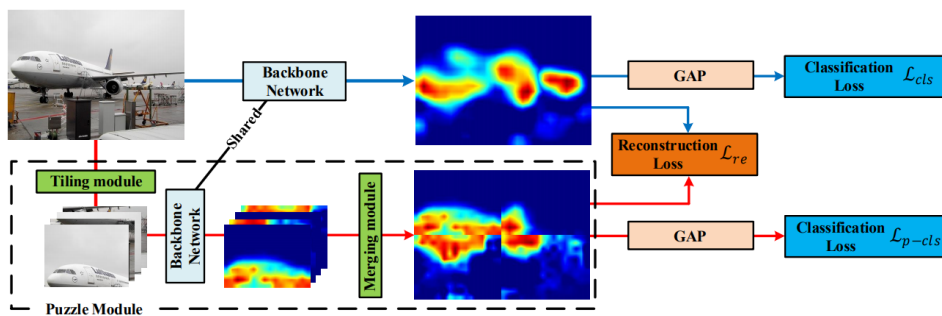 Backbone
Network
GAP
Classification
Loss ℒcls
Shared
Reconstruction
Loss ℒre
Tiling module
Backbone
Network
Merging module
GAP
Classification
Loss ℒp−cls
Puzzle Module